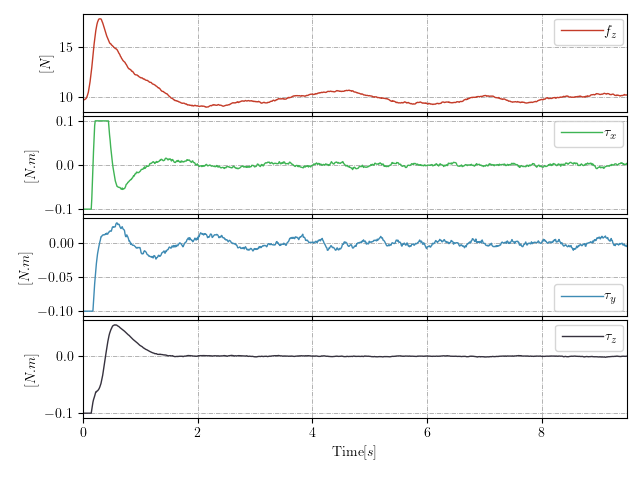 15
10
[N]
f_z
0.1
0.0
−0.1
[N.m]
τ_x
0.00
−0.05
−0.10
[N.m]
τ_y
0.0
−0.1
[N.m]
τ_z
0 2 4 6 8
Time[s]